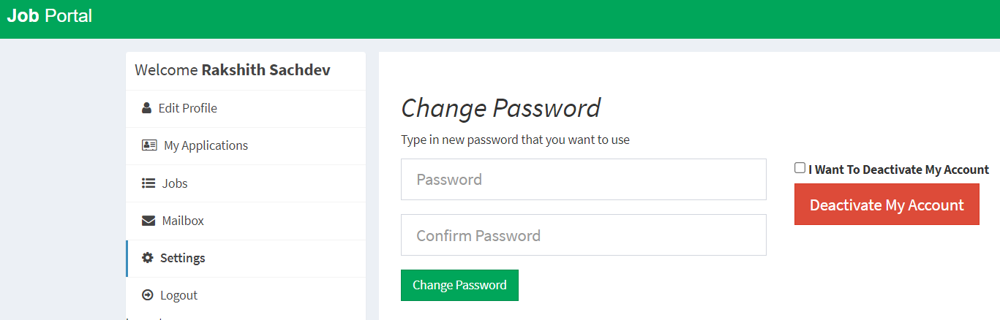 Job Portal
Welcome Rakshith Sachdev
Edit Profile
My Applications
Jobs
Mailbox
Settings
Logout
Change Password
Type in new password that you want to use
Password
Confirm Password
Change Password
I Want To Deactivate My Account
Deactivate My Account